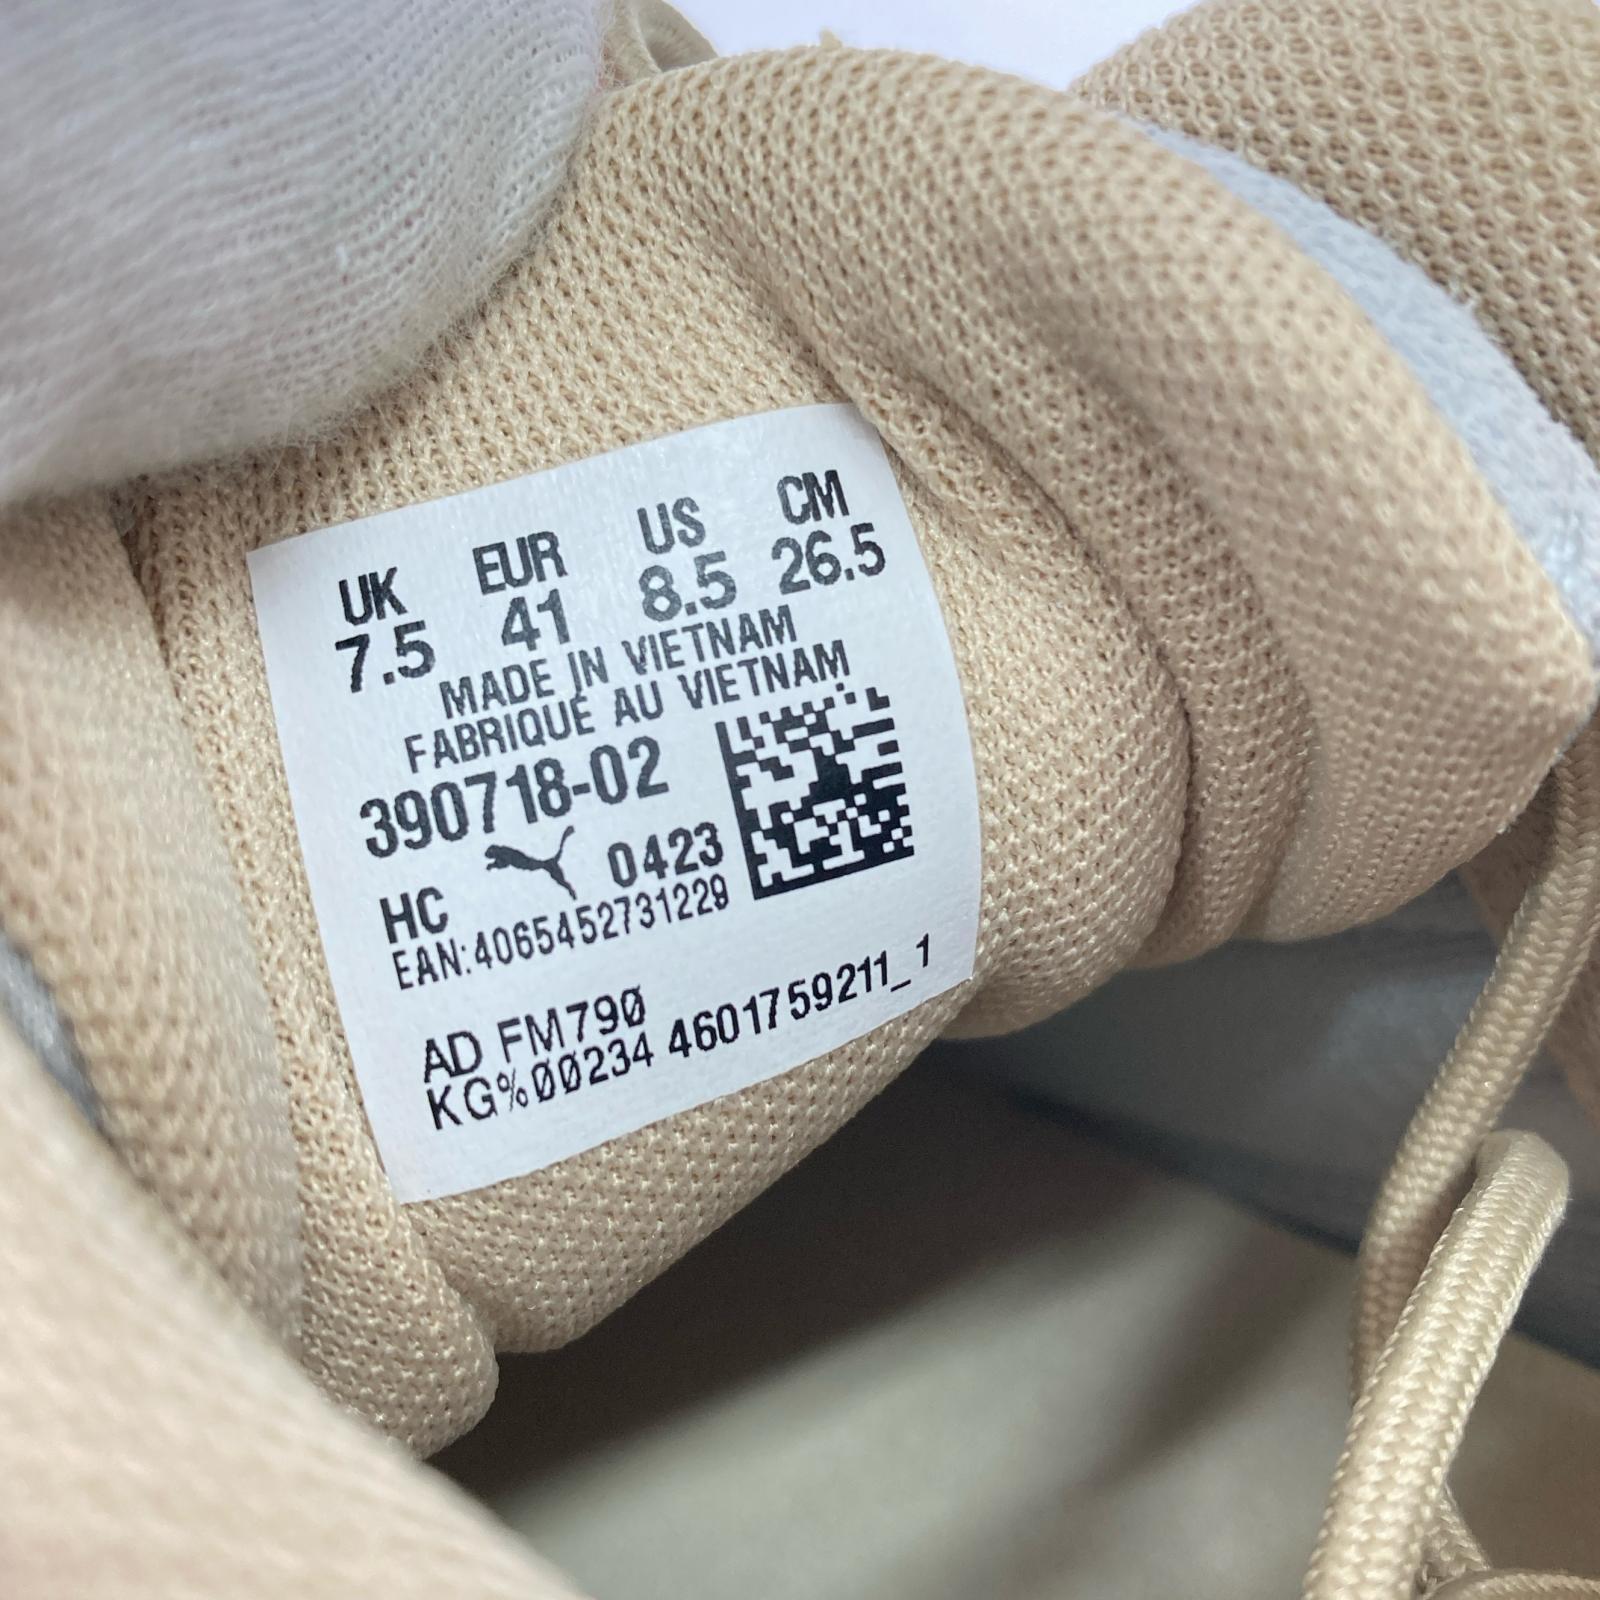 UK EUR US CM
7.5 41 8.5 26.5
MADE IN VIETNAM
FABRIQUÉ AU VIETNAM
390718-02
HC 0423
EAN:4065452731229
AD FM790
KG%00234 4601759211_1